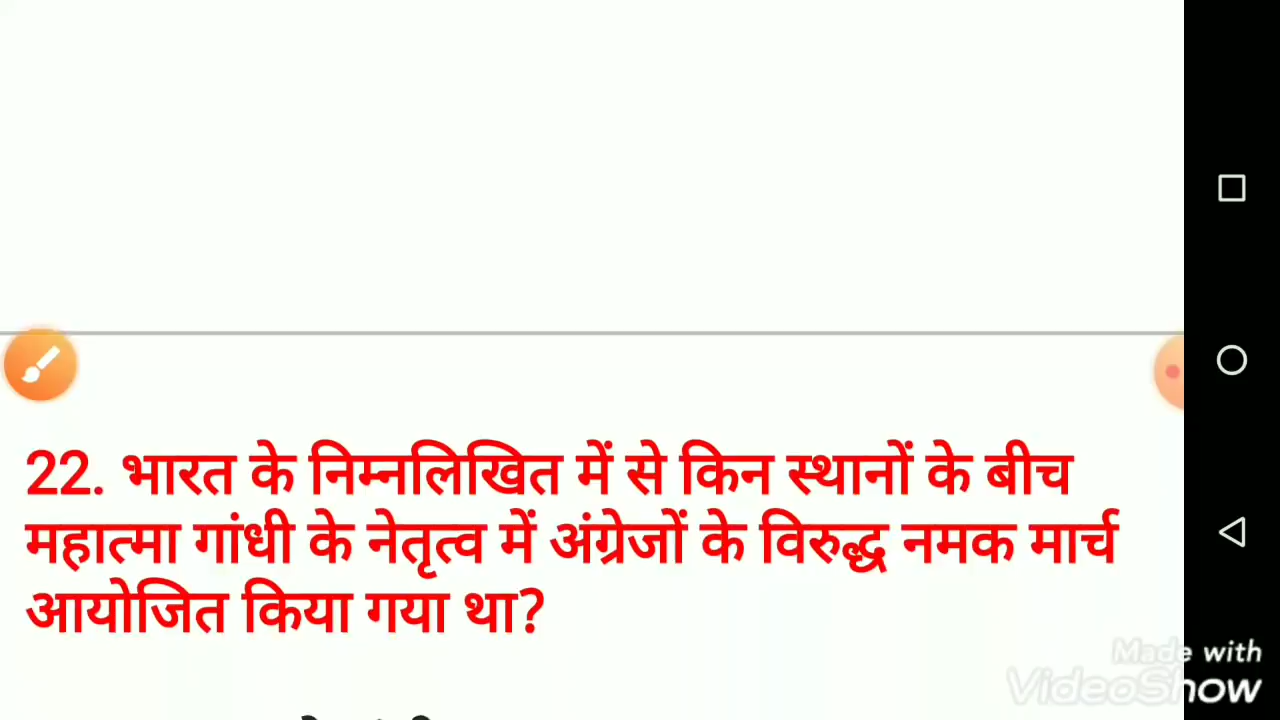 22. भारत के निम्नलिखित में से किन स्थानों के बीच
महात्मा गांधी के नेतृत्व में अंग्रेजों के विरुद्ध नमक मार्च
आयोजित किया गया था?
Made with
VideoShow